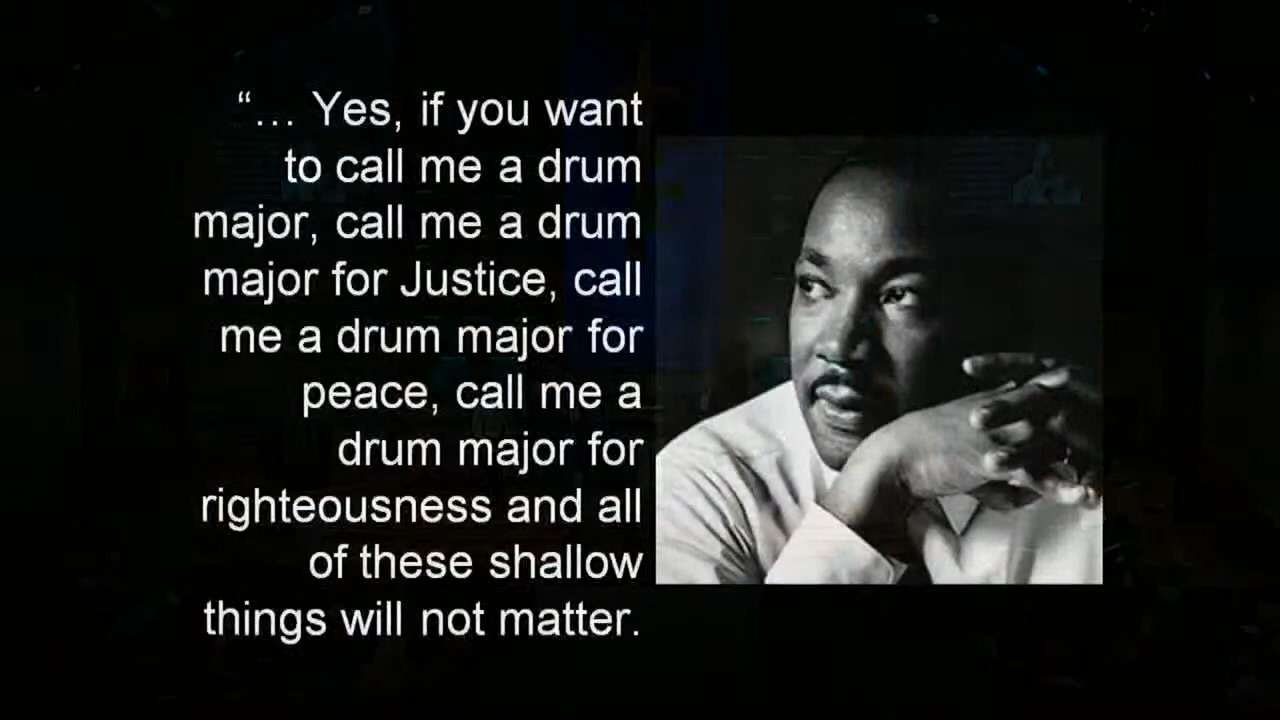 “… Yes, if you want
to call me a drum
major, call me a drum
major for Justice, call
me a drum major for
peace, call me a
drum major for
righteousness and all
of these shallow
things will not matter.